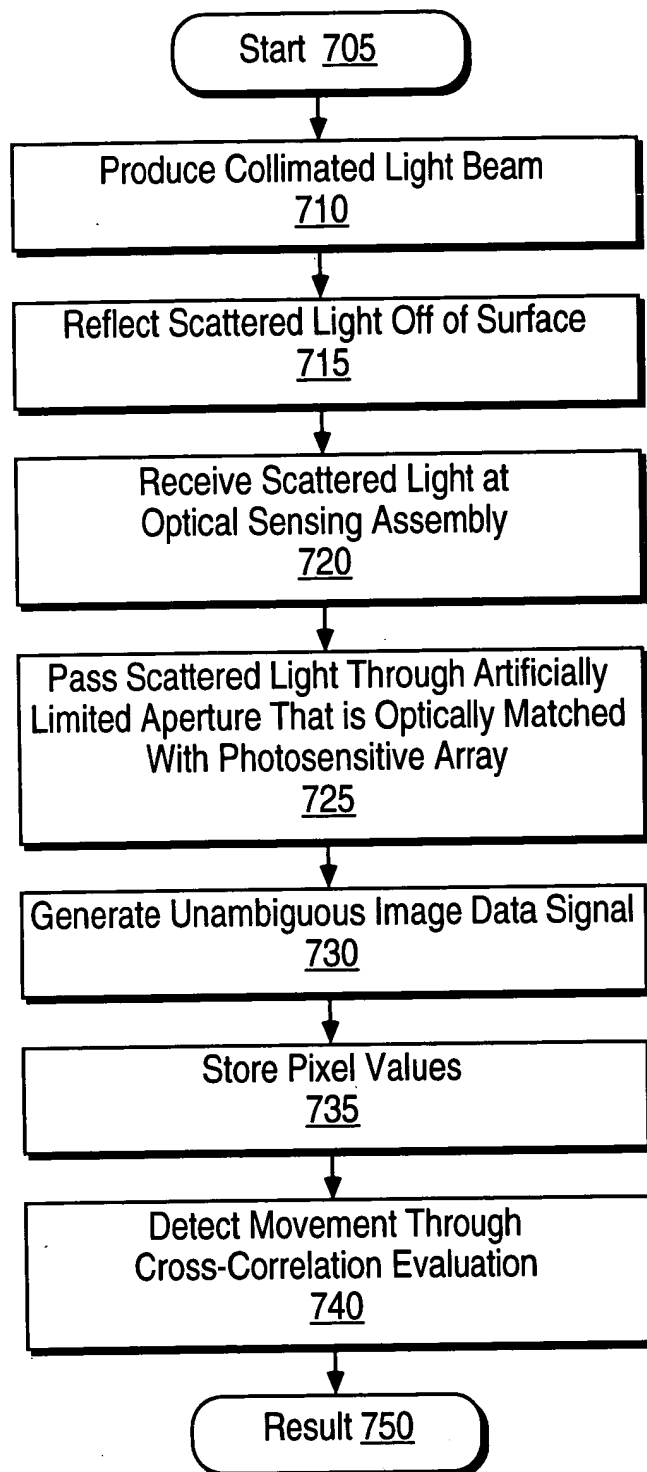 Start 705
Produce Collimated Light Beam
710
Reflect Scattered Light Off of Surface
715
Receive Scattered Light at
Optical Sensing Assembly
720
Pass Scattered Light Through Artificially
Limited Aperture That is Optically Matched
With Photosensitive Array
725
Generate Unambiguous Image Data Signal
730
Store Pixel Values
735
Detect Movement Through
Cross-Correlation Evaluation
740
Result 750